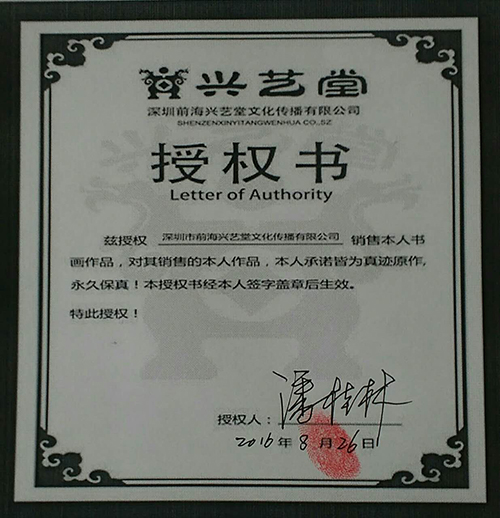 兴艺堂
深圳前海兴艺堂文化传播有限公司
SHENZENXINYITANGWENHUA CO.,SZ
授权书
Letter of Authority
兹授权 深圳市前海兴艺堂文化传播有限公司 销售本人书
画作品，对其销售的本人作品，本人承诺皆为真迹原作，
永久保真！本授权书经本人签字盖章后生效。
特此授权！
授权人：潘桂林
2016年8月26日